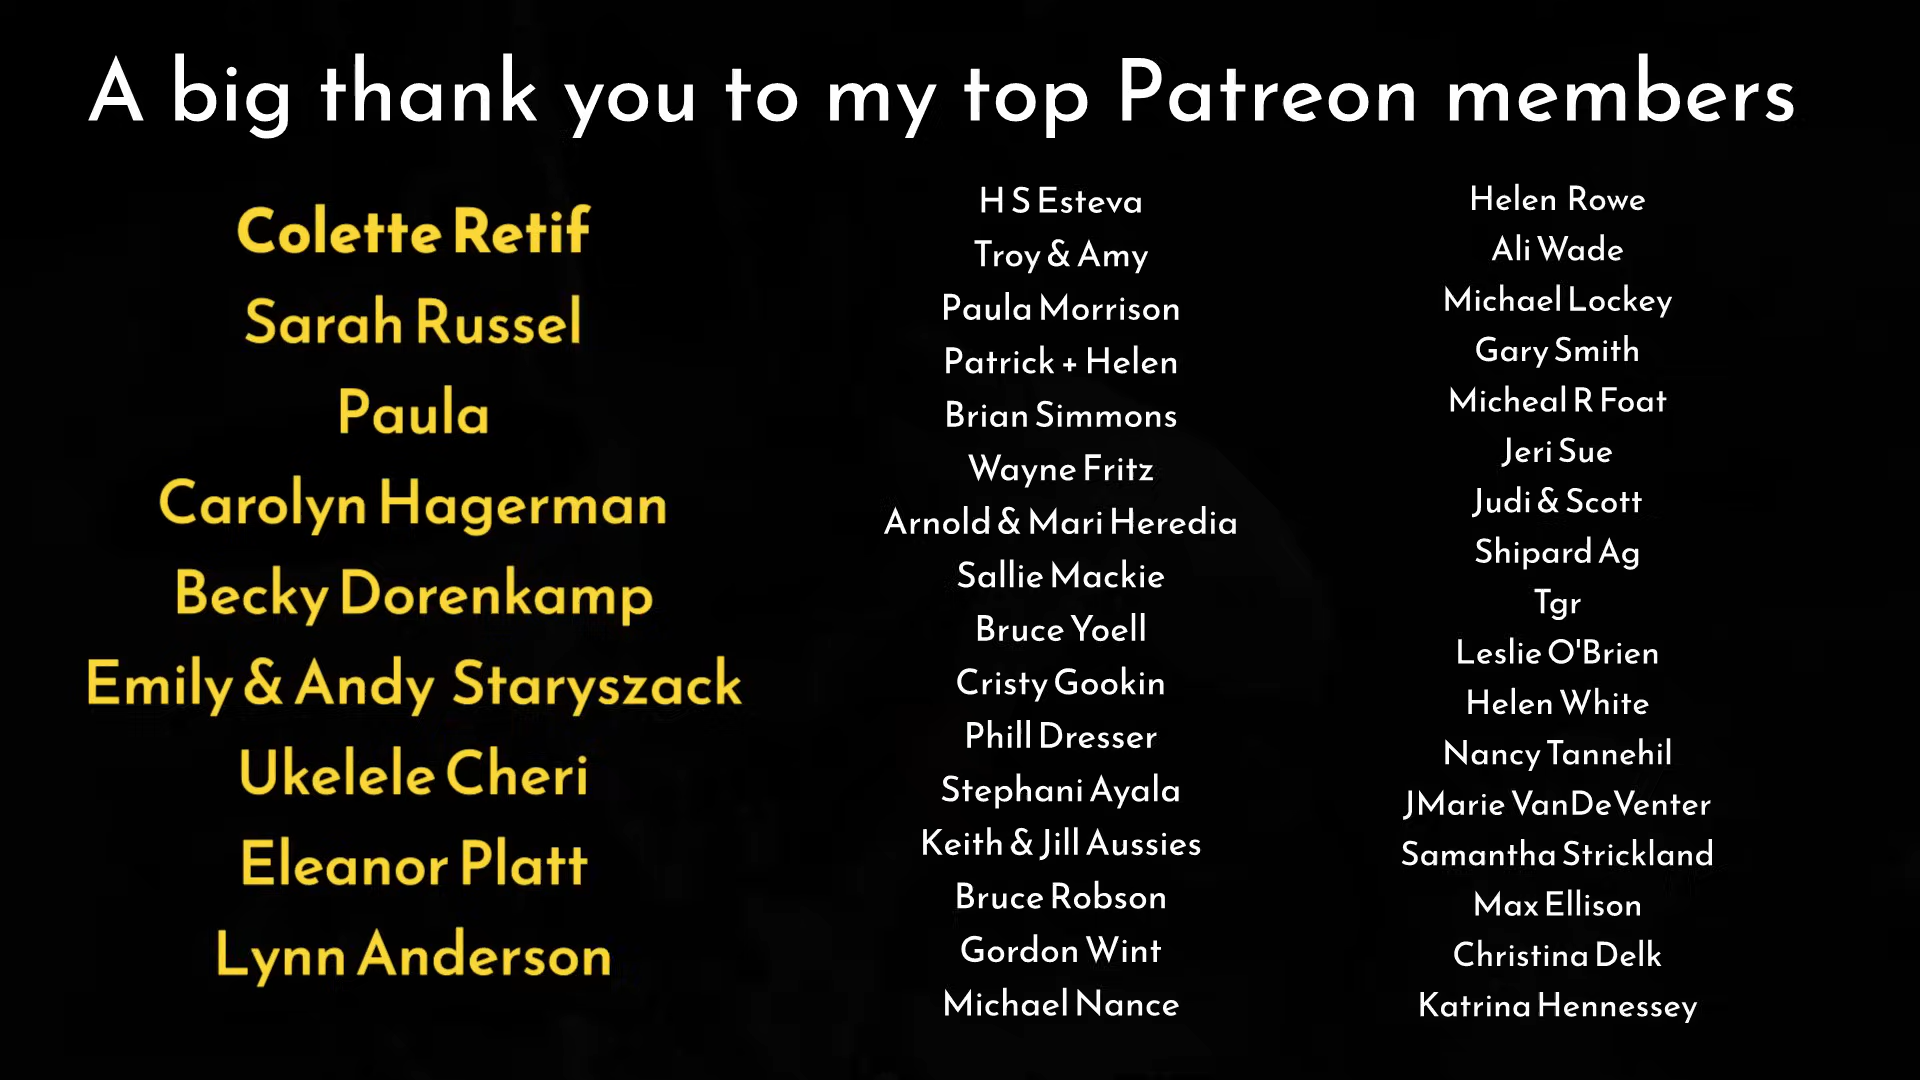 A big thank you to my top Patreon members
Colette Retif
Sarah Russel
Paula
Carolyn Hagerman
Becky Dorenkamp
Emily & Andy Staryszack
Ukelele Cheri
Eleanor Platt
Lynn Anderson
H S Esteva
Troy & Amy
Paula Morrison
Patrick + Helen
Brian Simmons
Wayne Fritz
Arnold & Mari Heredia
Sallie Mackie
Bruce Yoell
Cristy Gookin
Phill Dresser
Stephani Ayala
Keith & Jill Aussies
Bruce Robson
Gordon Wint
Michael Nance
Helen Rowe
Ali Wade
Michael Lockey
Gary Smith
Micheal R Foat
Jeri Sue
Judi & Scott
Shipard Ag
Tgr
Leslie O'Brien
Helen White
Nancy Tannehil
JMarie VanDeVenter
Samantha Strickland
Max Ellison
Christina Delk
Katrina Hennessey